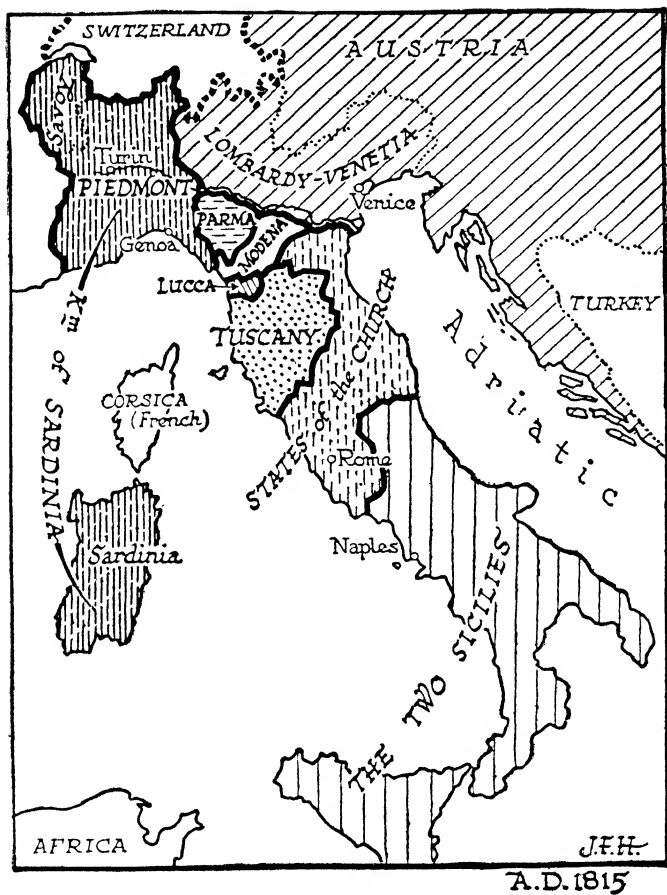 SWITZERLAND
AUSTRIA
Savoy
LOMBARDY-VENETIA
Turin
PIEDMONT
Venice
PARMA
MODENA
Genoa
LUCCA
TURKEY
TUSCANY
Km of SARDINIA
STATES of the CHURCH
Adriatic
CORSICA
(French)
Rome
Naples
Sardinia
THE TWO SICILIES
AFRICA
J.F.H.
A.D.1815